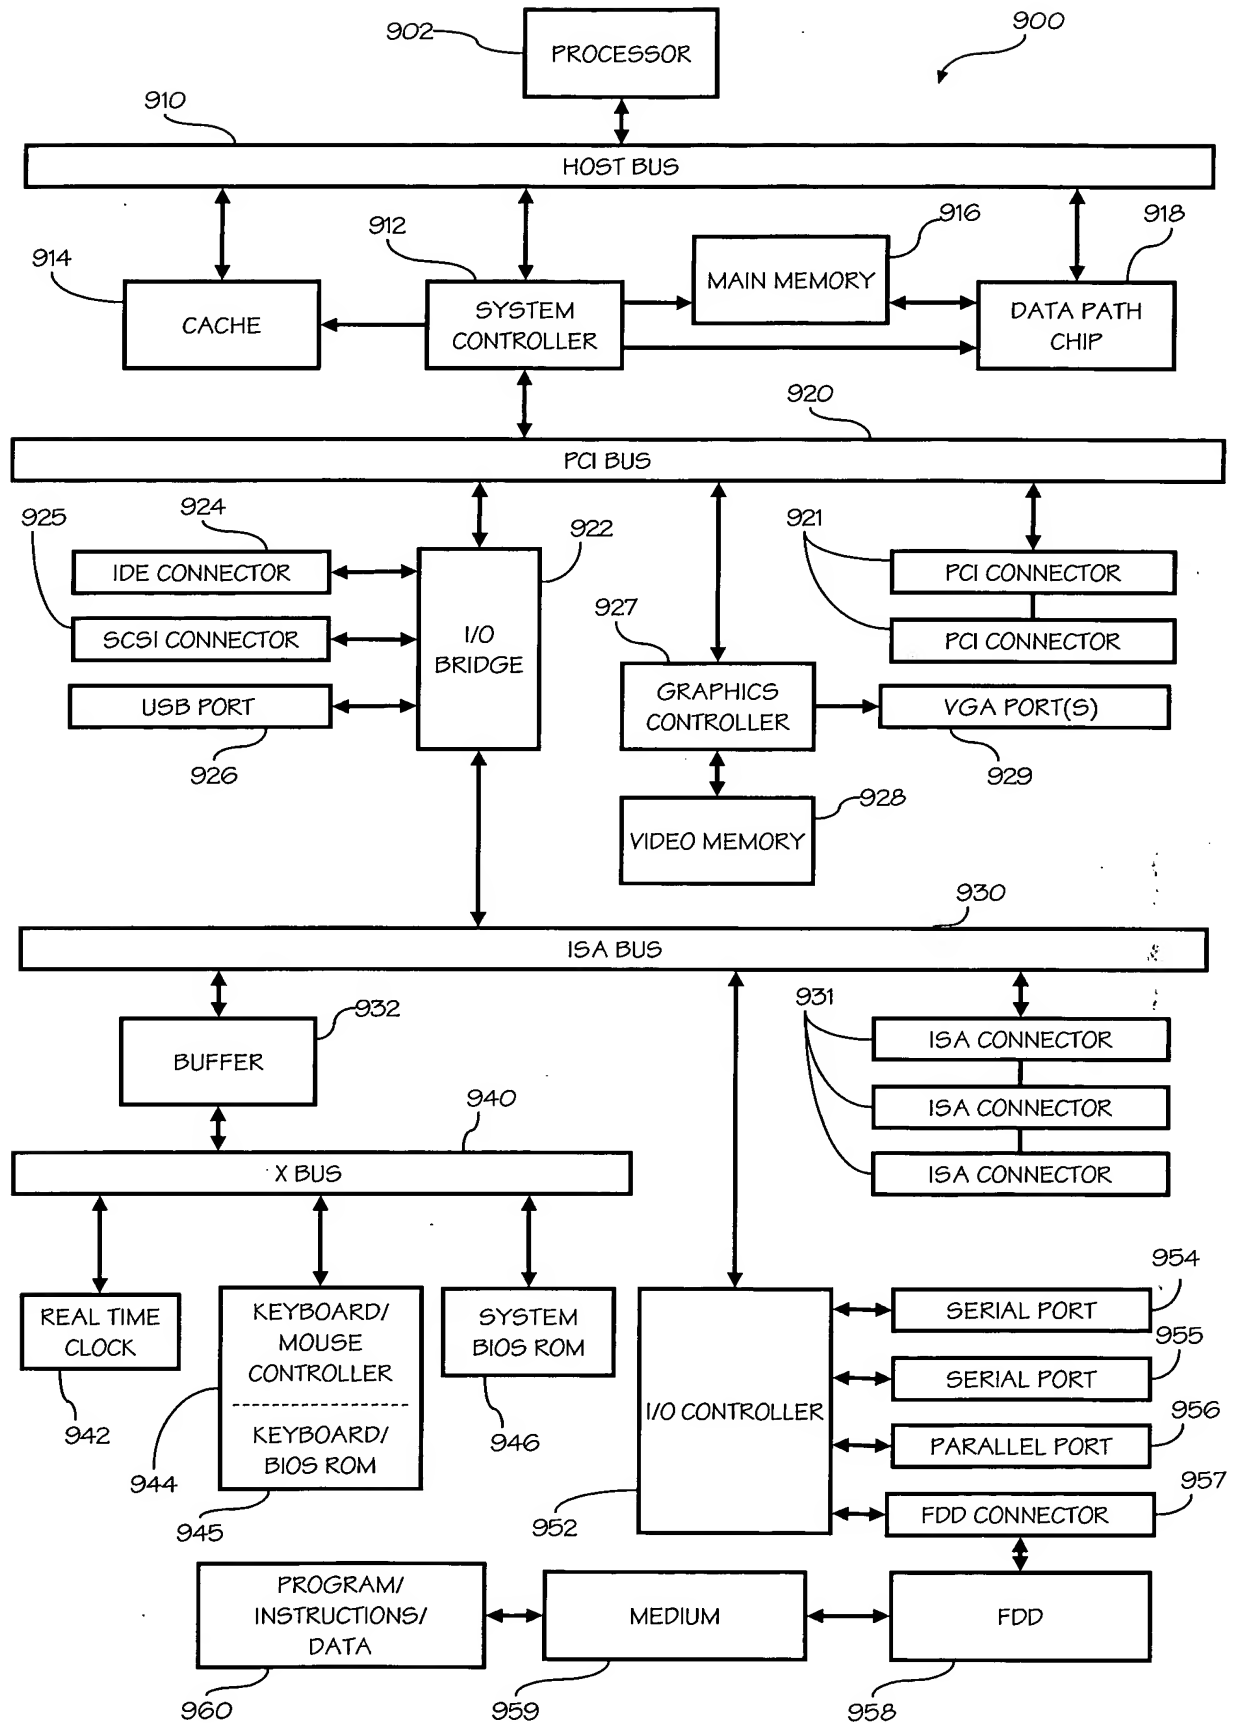 902
PROCESSOR
900
910
HOST BUS
912
916
918
914
MAIN MEMORY
CACHE
SYSTEM
CONTROLLER
DATA PATH
CHIP
920
PCI BUS
925
924
922
921
IDE CONNECTOR
PCI CONNECTOR
927
SCSI CONNECTOR
I/O
BRIDGE
PCI CONNECTOR
USB PORT
GRAPHICS
CONTROLLER
VGA PORT(S)
926
929
928
VIDEO MEMORY
930
ISA BUS
932
931
BUFFER
ISA CONNECTOR
940
ISA CONNECTOR
X BUS
ISA CONNECTOR
954
REAL TIME
CLOCK
KEYBOARD/
MOUSE
CONTROLLER
SYSTEM
BIOS ROM
SERIAL PORT
955
SERIAL PORT
I/O CONTROLLER
956
942
KEYBOARD/
BIOS ROM
946
PARALLEL PORT
944
957
945
952
FDD CONNECTOR
PROGRAM/
INSTRUCTIONS/
DATA
MEDIUM
FDD
960
959
958